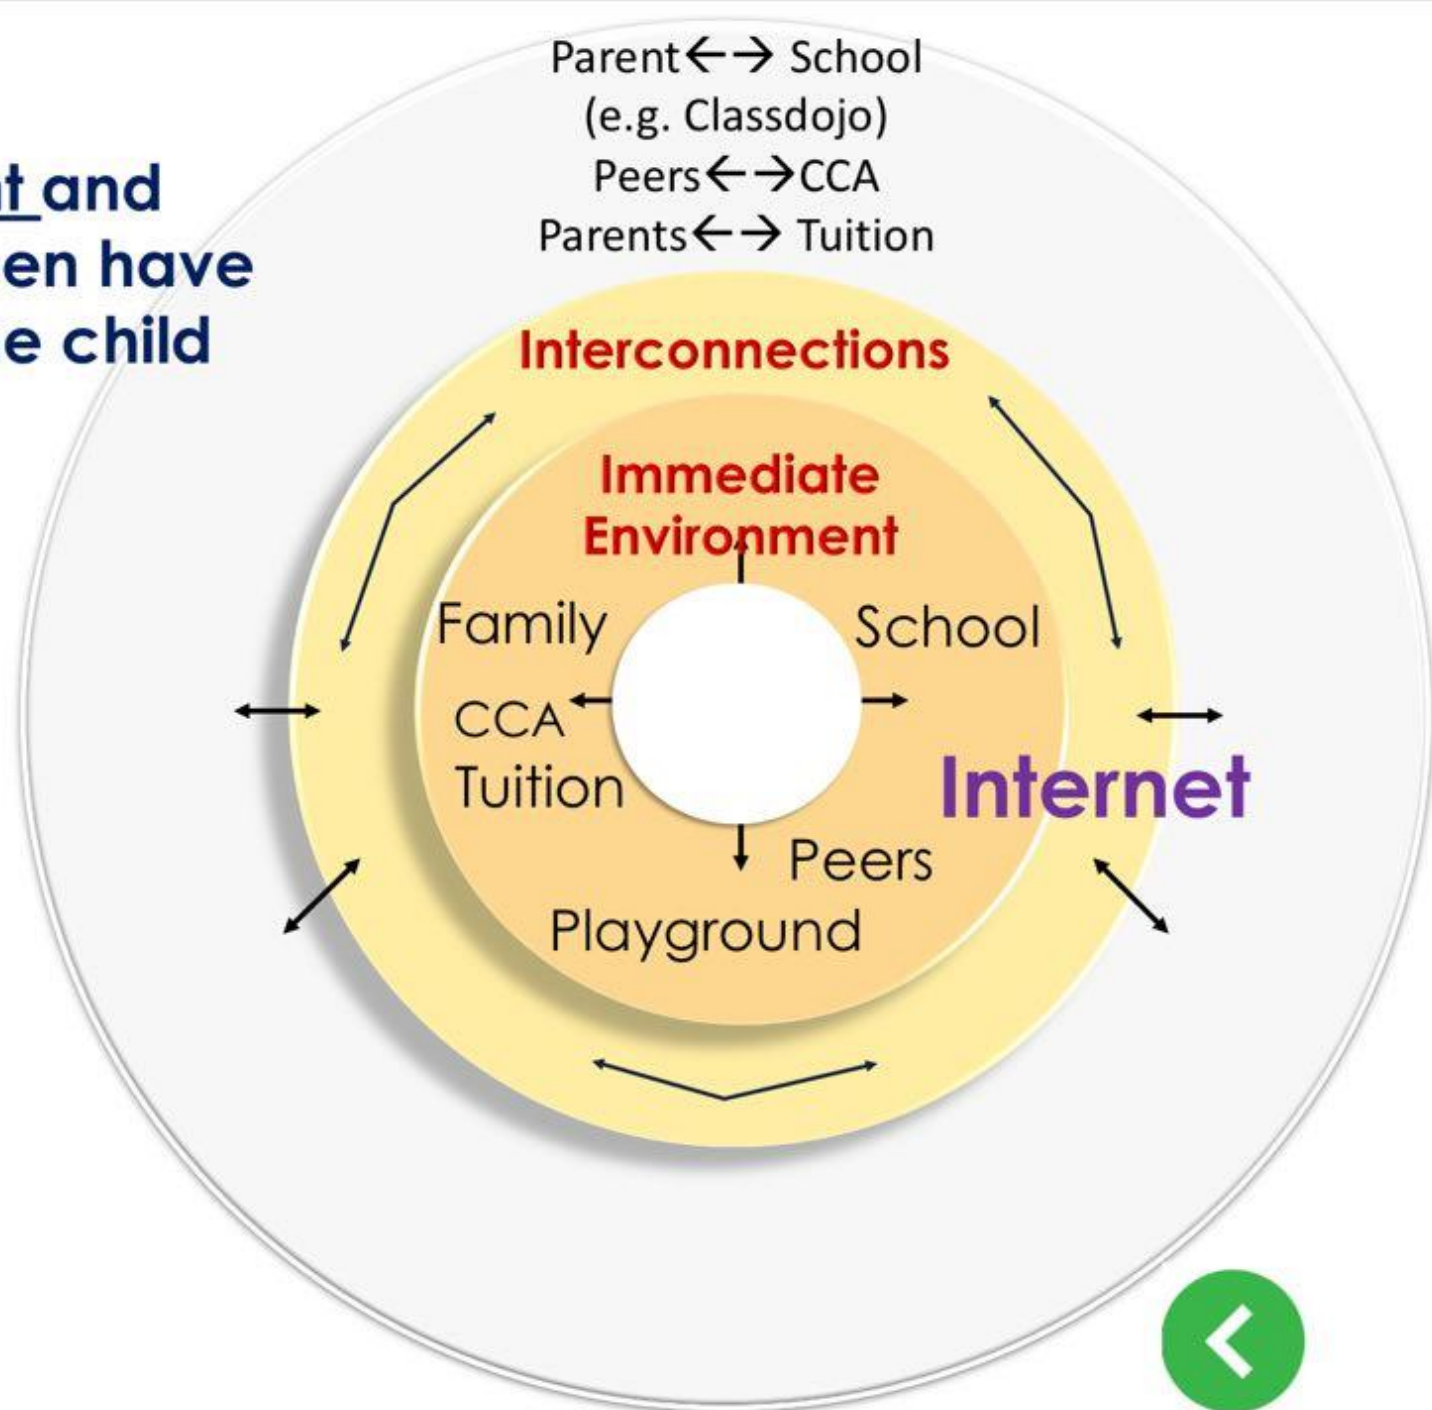 Parent←→ School
(e.g. Classdojo)
Peers←→CCA
Parents←→ Tuition
and
en have
e child
Interconnections
Immediate
Environment
Family
School
CCA
Tuition
Internet
Peers
Playground